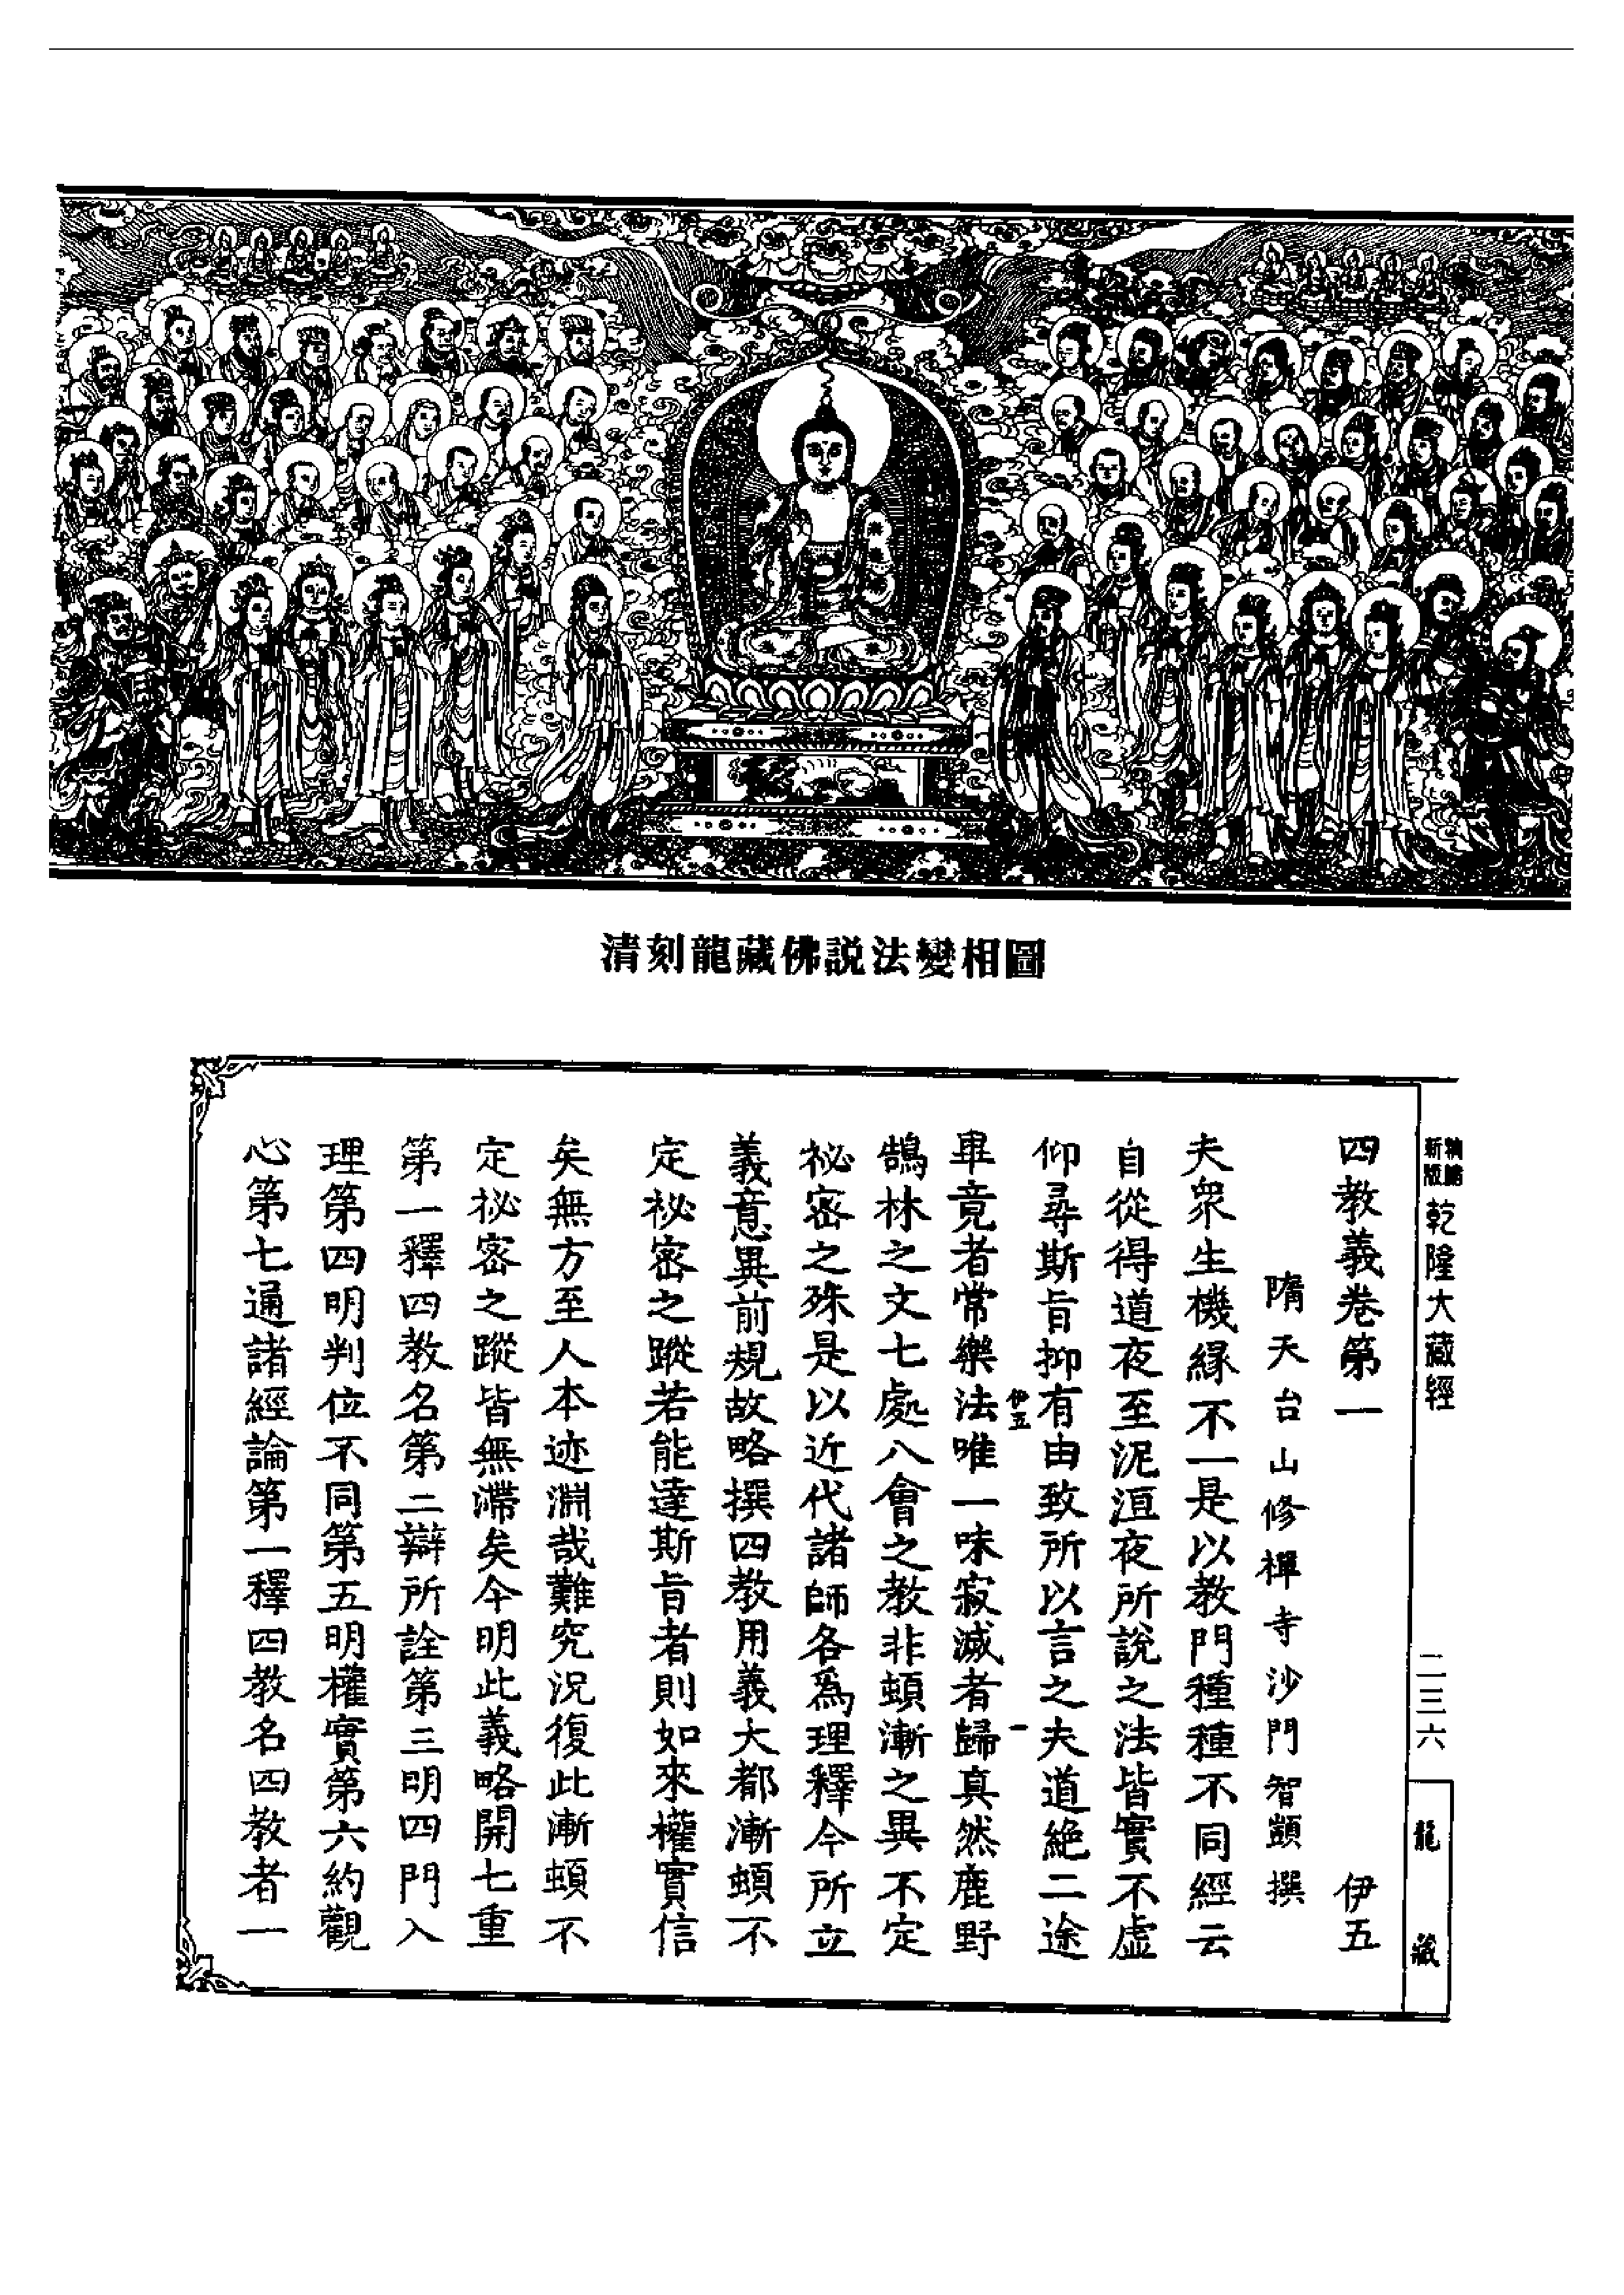 清刻龍藏佛説法變相圖
新版精縮乾隆大藏經
二三六
龍藏
四教義卷第一 伊五
隋天台山修禪寺沙門智顗撰
夫衆生機緣不一是以教門種種不同經云
自從得道夜至泥洹夜所說之法皆實不虛
仰尋斯旨抑有由致所以言之夫道絶二途
伊五 一
畢竟者常樂法唯一味寂滅者歸真然鹿野
鵠林之文七處八會之教非頓漸之異不定
祕密之殊是以近代諸師各爲理釋今所立
義意異前規故略撰四教用義大都漸頓不
定祕密之蹤若能達斯旨者則如來權實信
矣無方至人本迹淵哉難究況復此漸頓不
定祕密之蹤皆無滯矣今明此義略開七重
第一釋四教名第二辯所詮第三明四門入
理第四明判位不同第五明權實第六約觀
心第七通諸經論第一釋四教名四教者一